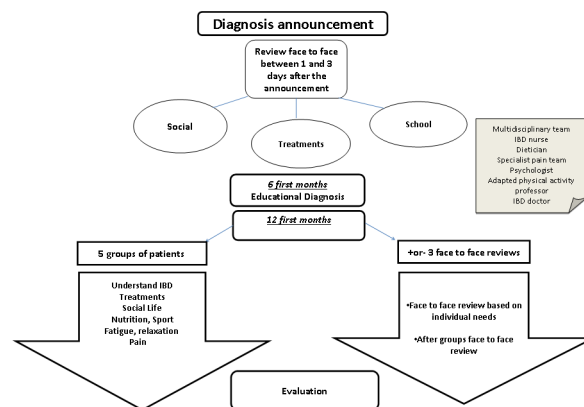 Diagnosis announcement
Review face to face
between 1 and 3
days after the
announcement
Social
Treatments
School
Multidisciplinary team
IBD nurse
Dietician
Specialist pain team
Psychologist
Adapted physical activity
professor
IBD doctor
6 first months
Educational Diagnosis
12 first months
5 groups of patients
+or- 3 face to face reviews
Understand IBD
Treatments
Social Life
Nutrition, Sport
Fatigue, relaxation
Pain
•Face to face review based on
individual needs
•After groups face to face
review
Evaluation